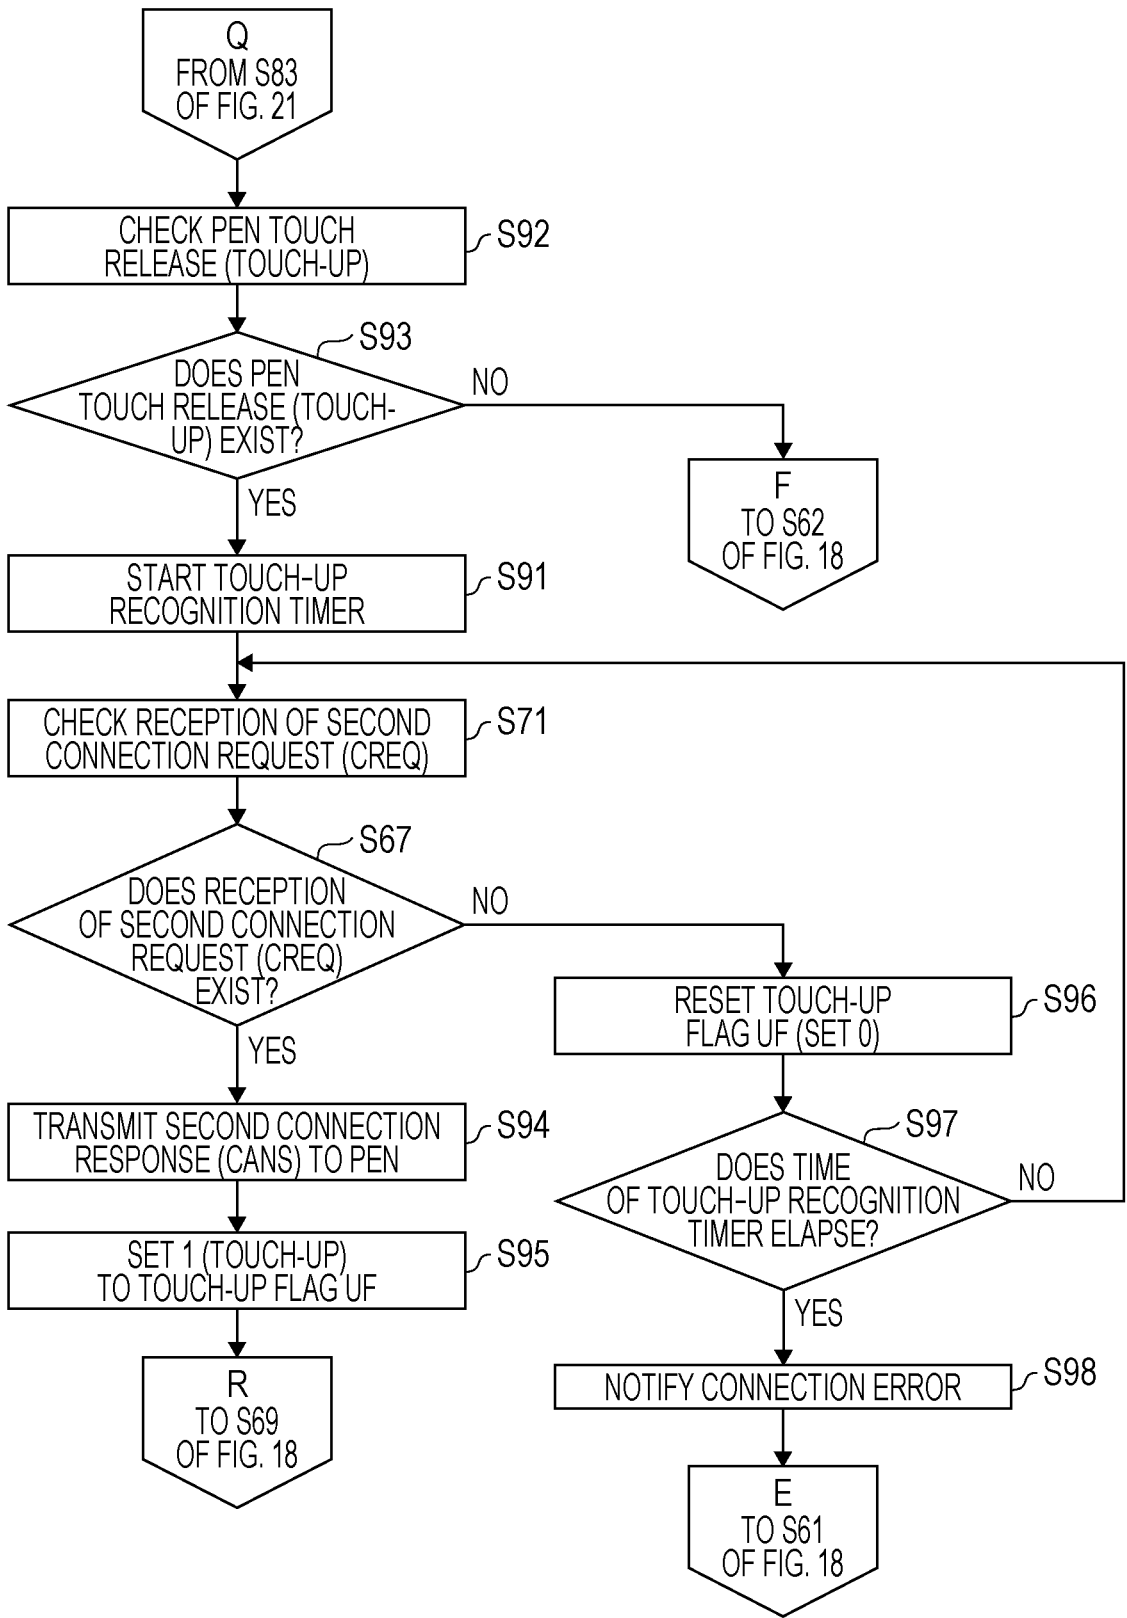 Q
FROM S83
OF FIG. 21
CHECK PEN TOUCH
RELEASE (TOUCH-UP)
S92
S93
DOES PEN
TOUCH RELEASE (TOUCH-
UP) EXIST?
NO
YES
F
TO S62
OF FIG. 18
START TOUCH-UP
RECOGNITION TIMER
S91
CHECK RECEPTION OF SECOND
CONNECTION REQUEST (CREQ)
S71
S67
DOES RECEPTION
OF SECOND CONNECTION
REQUEST (CREQ)
EXIST?
NO
YES
RESET TOUCH-UP
FLAG UF (SET 0)
S96
TRANSMIT SECOND CONNECTION
RESPONSE (CANS) TO PEN
S94
S97
DOES TIME
OF TOUCH-UP RECOGNITION
TIMER ELAPSE?
NO
YES
SET 1 (TOUCH-UP)
TO TOUCH-UP FLAG UF
S95
NOTIFY CONNECTION ERROR
S98
R
TO S69
OF FIG. 18
E
TO S61
OF FIG. 18